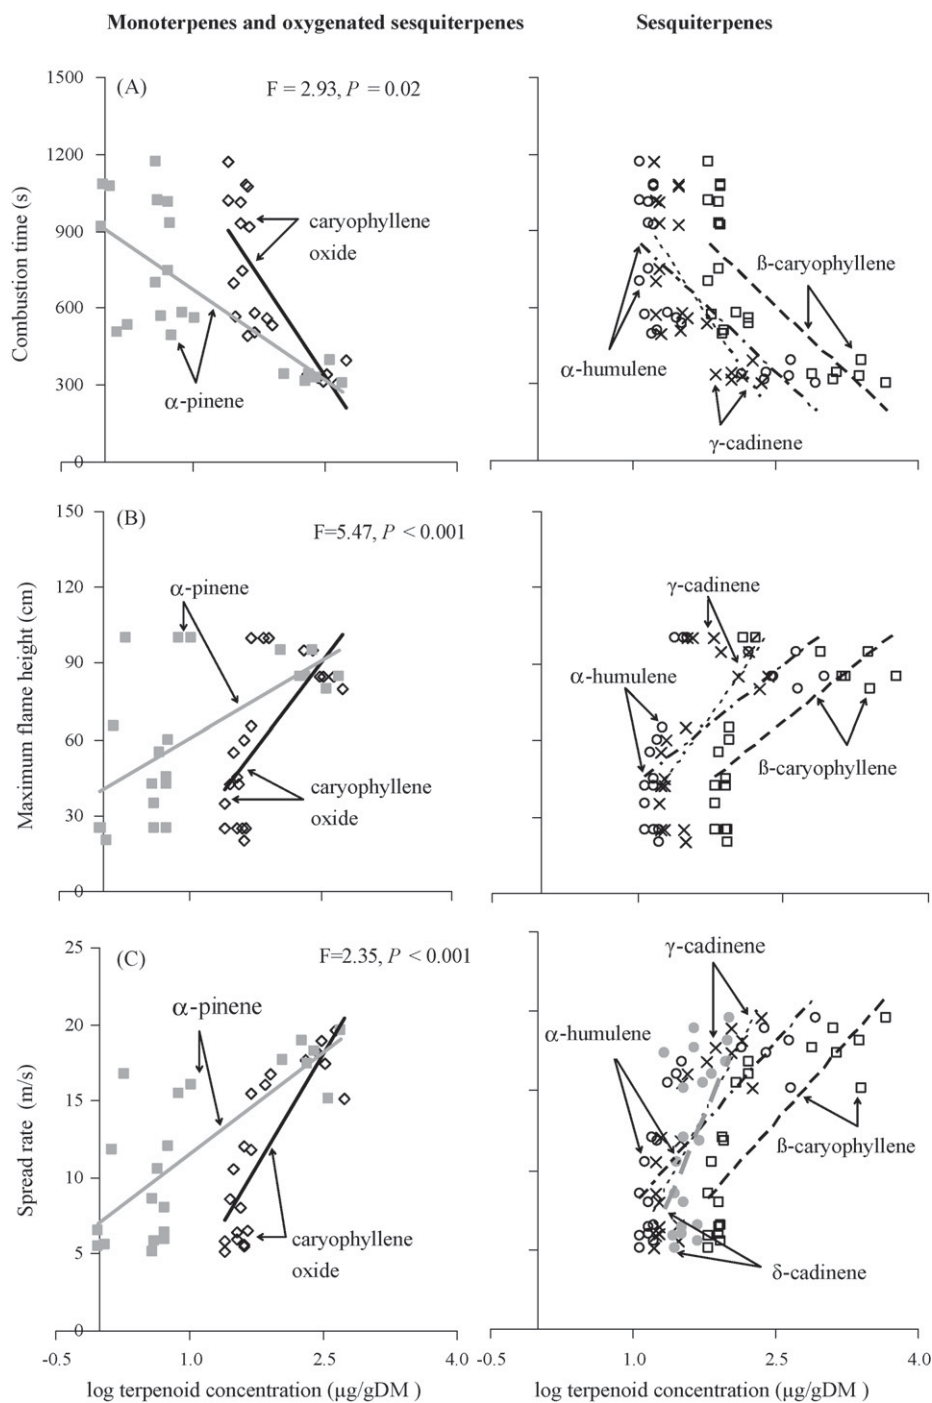 Monoterpenes and oxygenated sesquiterpenes
Sesquiterpenes
(A)
F = 2.93, P = 0.02
1500
1200
900
600
300
0
Combustion time (s)
caryophyllene
oxide
α-pinene
ß-caryophyllene
α-humulene
γ-cadinene
(B)
F=5.47, P < 0.001
150
120
90
60
30
0
Maximum flame height (cm)
α-pinene
caryophyllene
oxide
γ-cadinene
α-humulene
ß-caryophyllene
(C)
F=2.35, P < 0.001
25
20
15
10
5
0
Spread rate (m/s)
α-pinene
caryophyllene
oxide
γ-cadinene
α-humulene
ß-caryophyllene
δ-cadinene
-0.5 1.0 2.5 4.0
-0.5 1.0 2.5 4.0
log terpenoid concentration (µg/gDM )
log terpenoid concentration (µg/gDM )